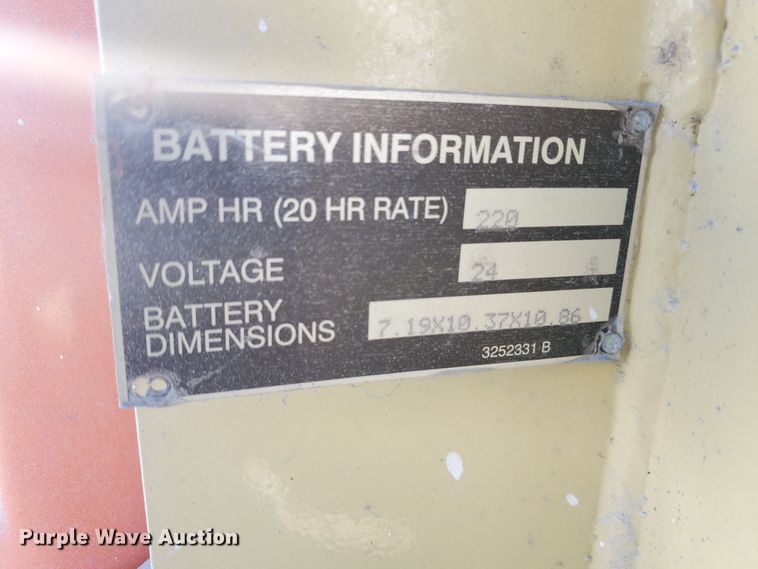 BATTERY INFORMATION
AMP HR (20 HR RATE) 220
VOLTAGE 24
BATTERY
DIMENSIONS 7.19X10.37X10.86
3252331 B
Purple Wave Auction